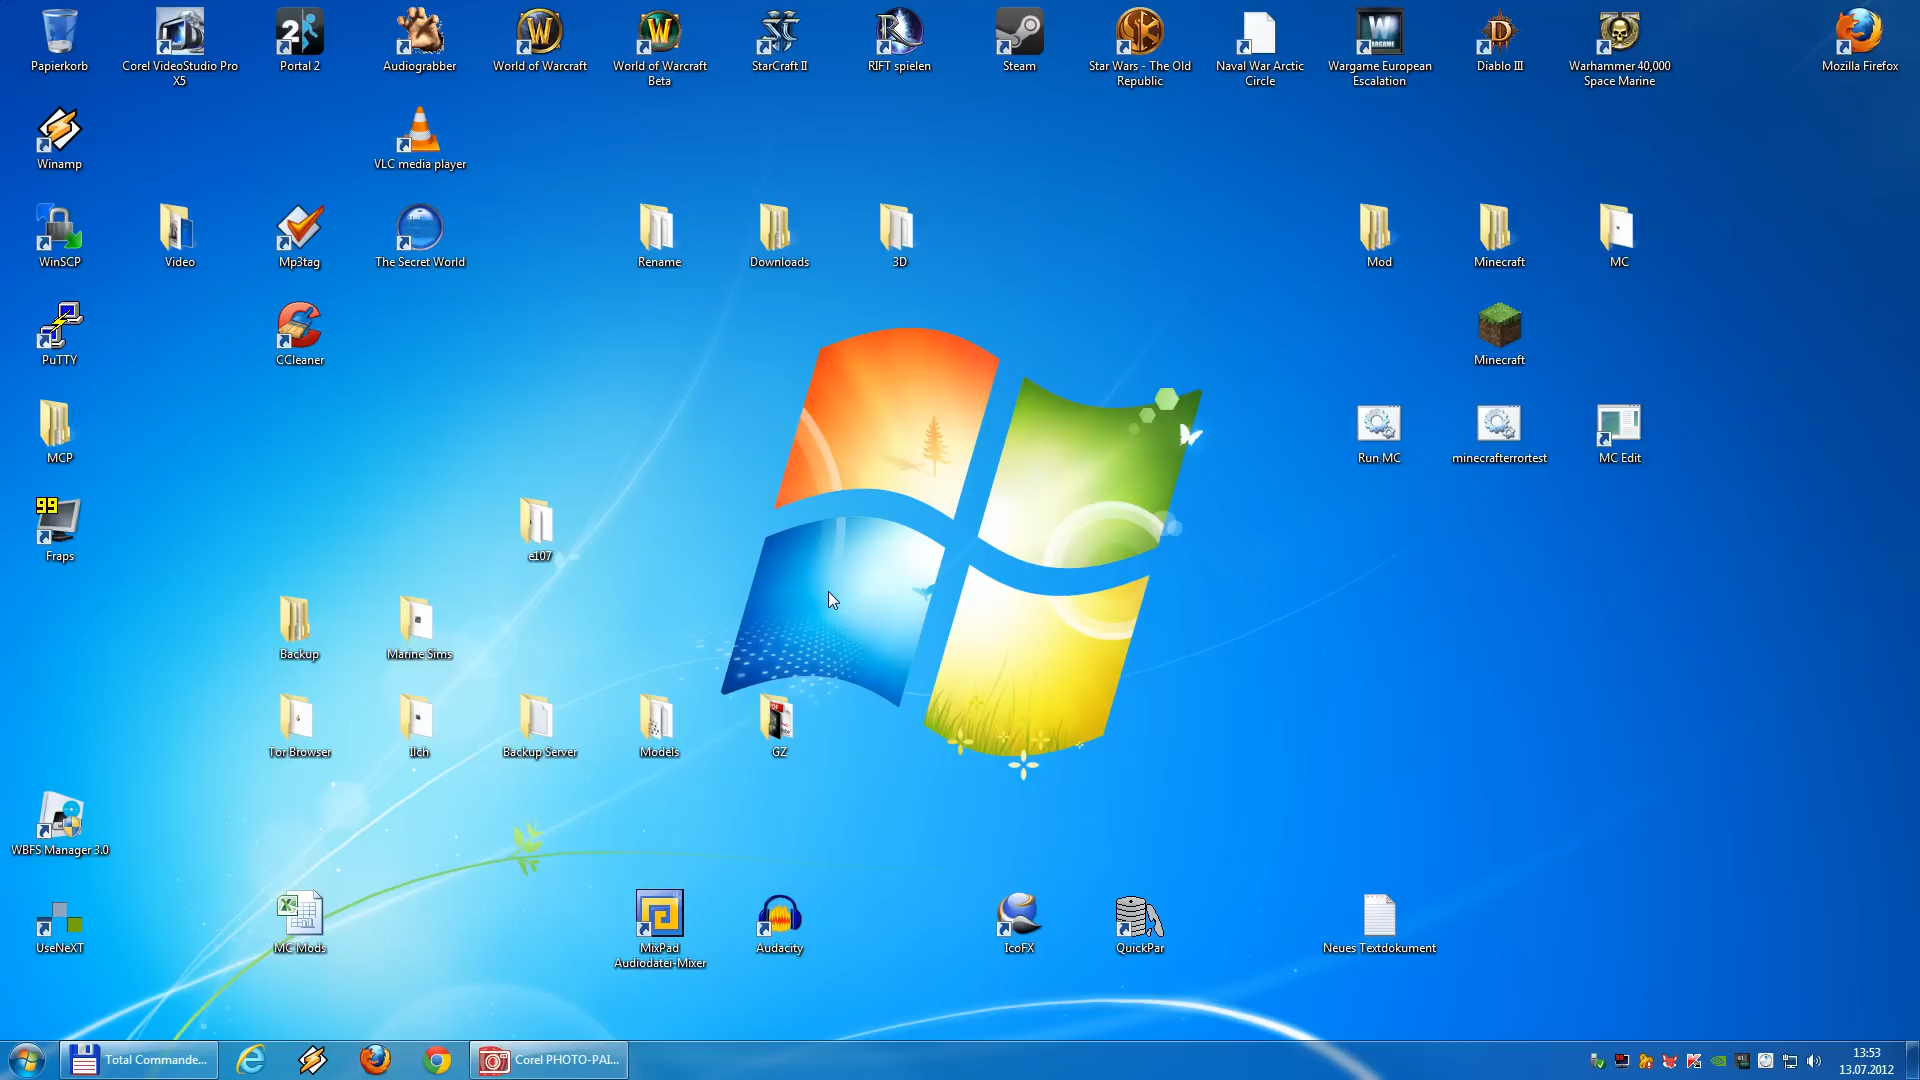 Papierkorb
Corel VideoStudio Pro
X5
Portal 2
Audiograbber
World of Warcraft
World of Warcraft
Beta
StarCraft II
RIFT spielen
Steam
Star Wars - The Old
Republic
Naval War Arctic
Circle
Wargame European
Escalation
Diablo III
Warhammer 40,000
Space Marine
Mozilla Firefox
Winamp
VLC media player
WinSCP
Video
Mp3tag
The Secret World
Rename
Downloads
3D
Mod
Minecraft
MC
PuTTY
CCleaner
Minecraft
MCP
Run MC
minecrafterrortest
MC Edit
99
Fraps
e107
Backup
Marine Sims
Tor Browser
Ilch
Backup Server
Models
GZ
WBFS Manager 3.0
UseNeXT
MC Mods
MixPad
Audiodatei-Mixer
Audacity
IcoFX
QuickPar
Neues Textdokument
Total Commande...
Corel PHOTO-PAI...
13:53
13.07.2012